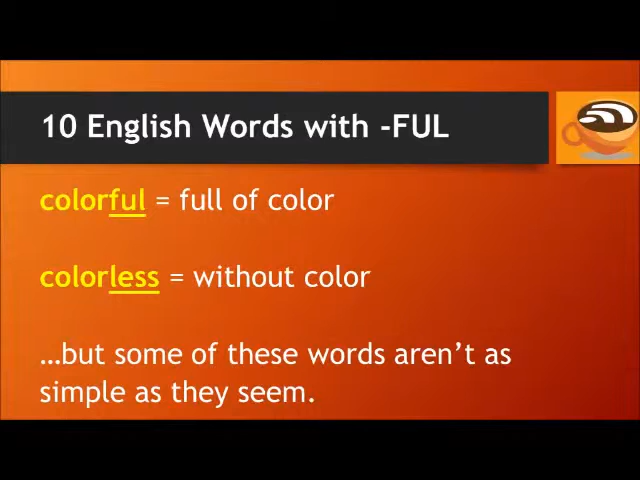 10 English Words with -FUL
colorful = full of color
colorless = without color
…but some of these words aren’t as
simple as they seem.